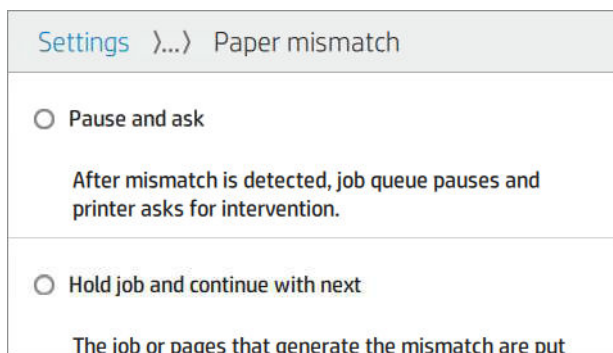 Settings 〉...〉 Paper mismatch
Pause and ask
After mismatch is detected, job queue pauses and
printer asks for intervention.
Hold job and continue with next
The job or pages that generate the mismatch are put